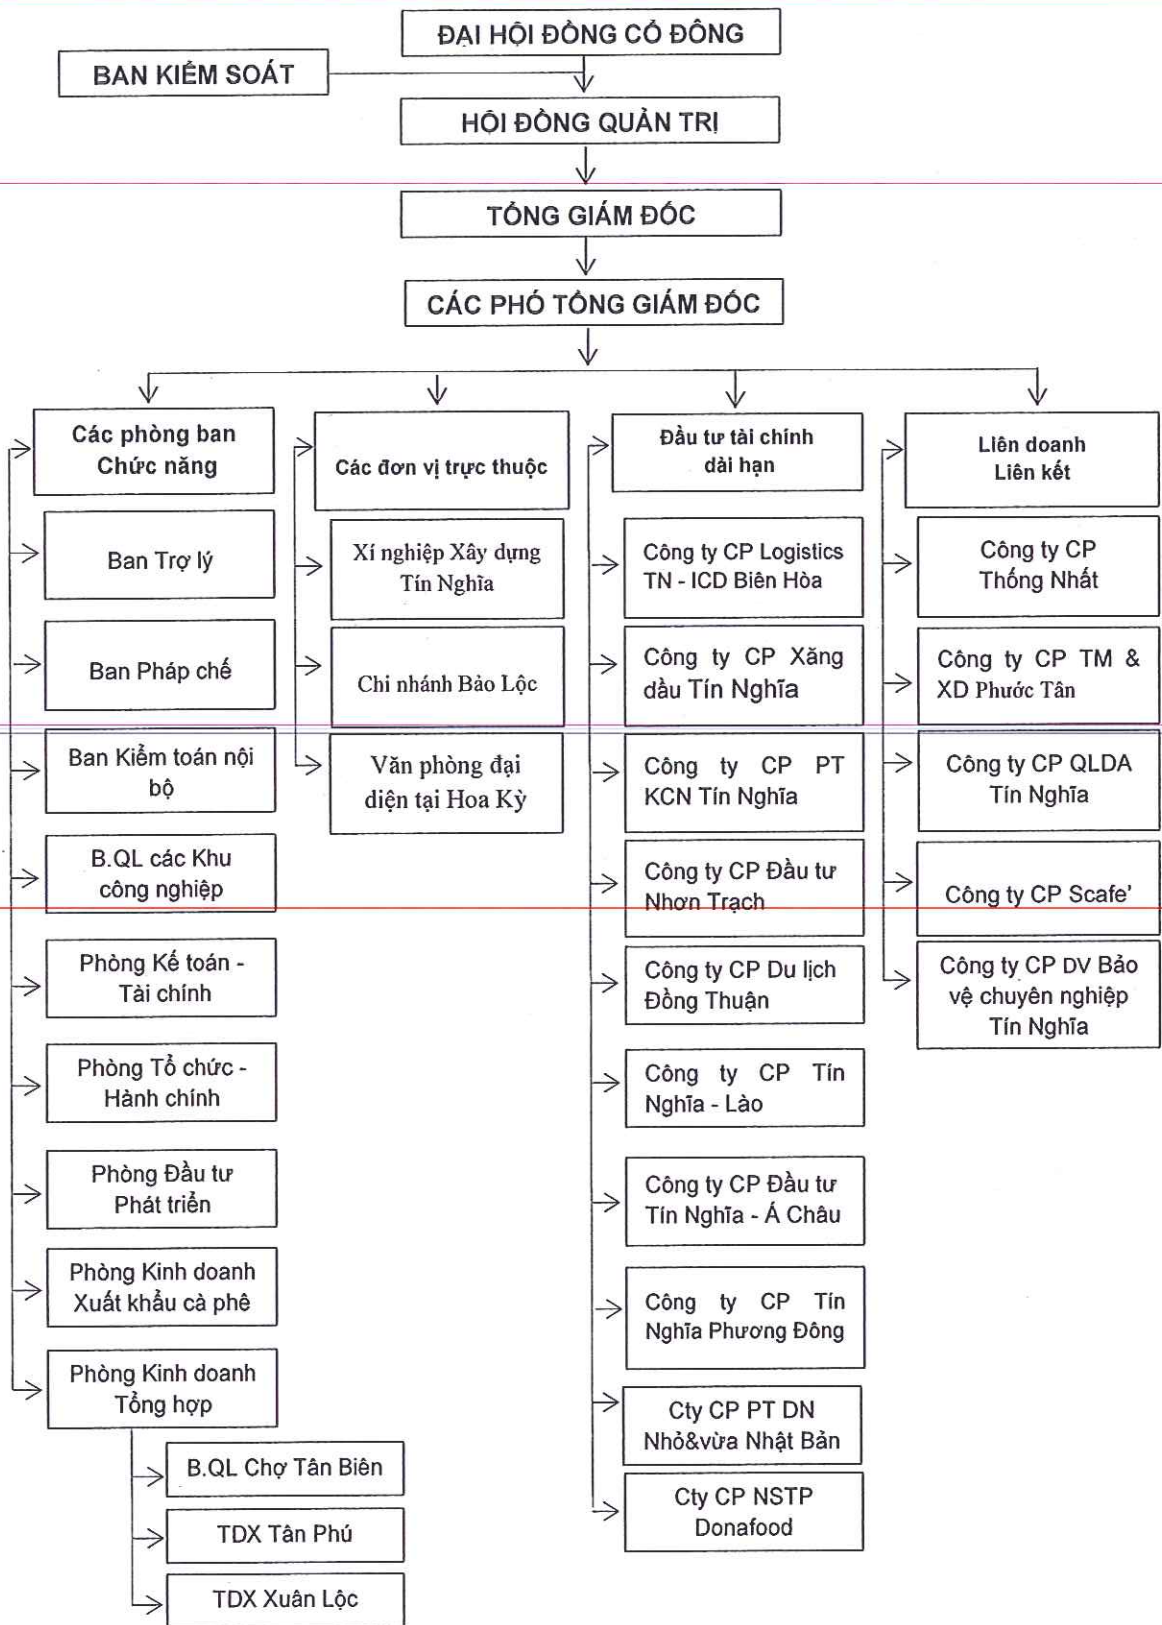 ĐẠI HỘI ĐỒNG CỔ ĐÔNG
BAN KIỂM SOÁT
HỘI ĐỒNG QUẢN TRỊ
TỔNG GIÁM ĐỐC
CÁC PHÓ TỔNG GIÁM ĐỐC
Các phòng ban
Chức năng
Ban Trợ lý
Ban Pháp chế
Ban Kiểm toán nội
bộ
B.QL các Khu
công nghiệp
Phòng Kế toán -
Tài chính
Phòng Tổ chức -
Hành chính
Phòng Đầu tư
Phát triển
Phòng Kinh doanh
Xuất khẩu cà phê
Phòng Kinh doanh
Tổng hợp
B.QL Chợ Tân Biên
TDX Tân Phú
TDX Xuân Lộc
Các đơn vị trực thuộc
Xí nghiệp Xây dựng
Tín Nghĩa
Chi nhánh Bảo Lộc
Văn phòng đại
diện tại Hoa Kỳ
Đầu tư tài chính
dài hạn
Công ty CP Logistics
TN - ICD Biên Hòa
Công ty CP Xăng
dầu Tín Nghĩa
Công ty CP PT
KCN Tín Nghĩa
Công ty CP Đầu tư
Nhơn Trạch
Công ty CP Du lịch
Đồng Thuận
Công ty CP Tín
Nghĩa - Lào
Công ty CP Đầu tư
Tín Nghĩa - Á Châu
Công ty CP Tín
Nghĩa Phương Đông
Cty CP PT DN
Nhỏ&vừa Nhật Bản
Cty CP NSTP
Donafood
Liên doanh
Liên kết
Công ty CP
Thống Nhất
Công ty CP TM &
XD Phước Tân
Công ty CP QLDA
Tín Nghĩa
Công ty CP Scafe'
Công ty CP DV Bảo
vệ chuyên nghiệp
Tín Nghĩa